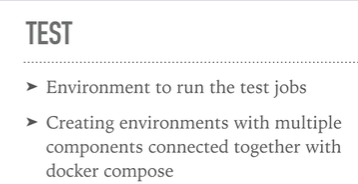 TEST
➤ Environment to run the test jobs
➤ Creating environments with multiple
components connected together with
docker compose